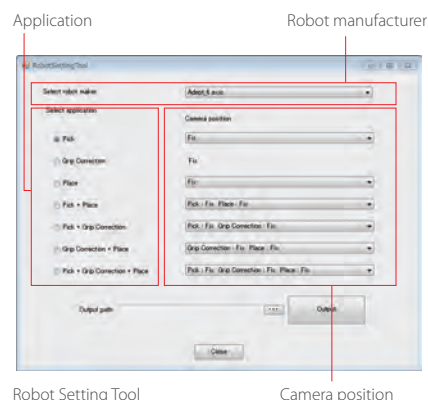 Application
Robot manufacturer
RobotSettingTool
Select robot maker
Adept_6 axis
Select application
Camera position
Pick
Fix
Grip Correction
Fix
Place
Fix
Pick + Place
Pick : Fix Place : Fix
Pick + Grip Correction
Pick : Fix Grip Correction : Fix
Grip Correction + Place
Grip Correction : Fix Place : Fix
Pick + Grip Correction + Place
Pick : Fix Grip Correction : Fix Place : Fix
Output path
...
Output
Close
Robot Setting Tool
Camera position